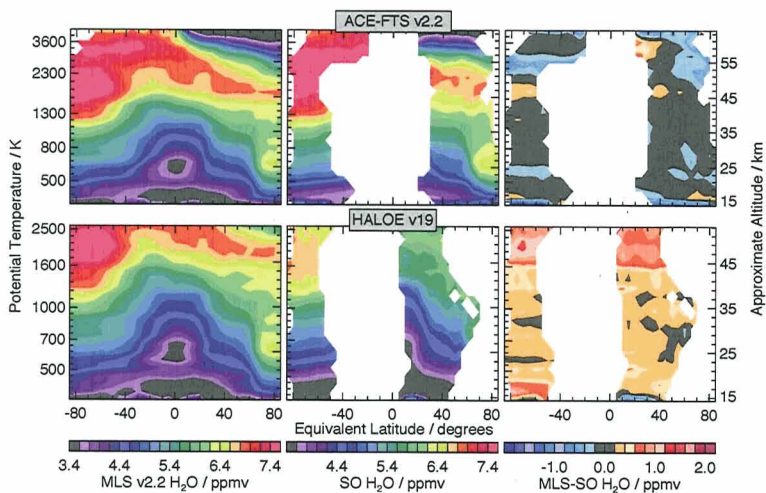 ACE-FTS v2.2
3600
2300
1300
800
500
55
45
35
25
15
HALOE v19
2500
1600
1000
700
500
45
35
25
15
Potential Temperature / K
Approximate Altitude / km
-80 -40 0 40 80
-40 0 40 80
-40 0 40 80
Equivalent Latitude / degrees
3.4 4.4 5.4 6.4 7.4
4.4 5.4 6.4 7.4
-1.0 0.0 1.0 2.0
MLS v2.2 H₂O / ppmv
SO H₂O / ppmv
MLS-SO H₂O / ppmv